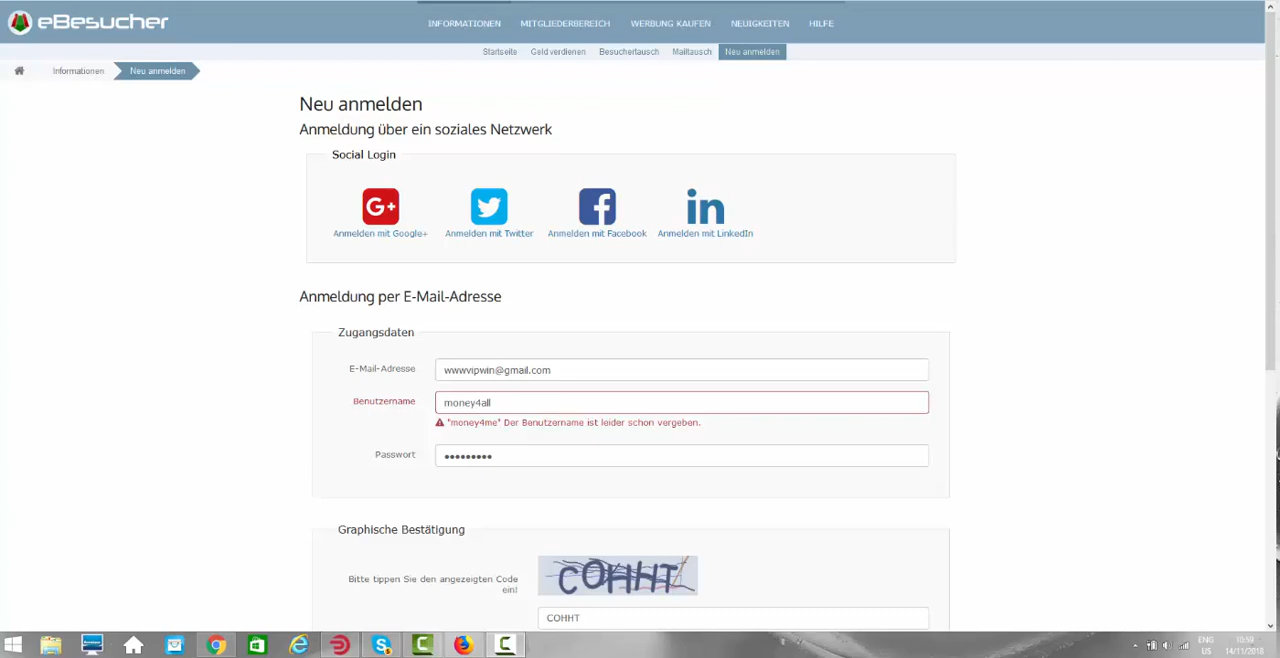 eBesucher
INFORMATIONEN MITGLIEDERBEREICH WERBUNG KAUFEN NEUIGKEITEN HILFE
Startseite Geld verdienen Besuchertausch Mailtausch Neu anmelden
Informationen Neu anmelden
Neu anmelden
Anmeldung über ein soziales Netzwerk
Social Login
G+ in
Anmelden mit Google+ Anmelden mit Twitter Anmelden mit Facebook Anmelden mit LinkedIn
Anmeldung per E-Mail-Adresse
Zugangsdaten
E-Mail-Adresse wwwvipwin@gmail.com
Benutzername money4all
"money4me" Der Benutzername ist leider schon vergeben.
Passwort •••••••••
Graphische Bestätigung
COHHT
Bitte tippen Sie den angezeigten Code
ein!
COHHT
ENG 10:59
US 14/11/2018